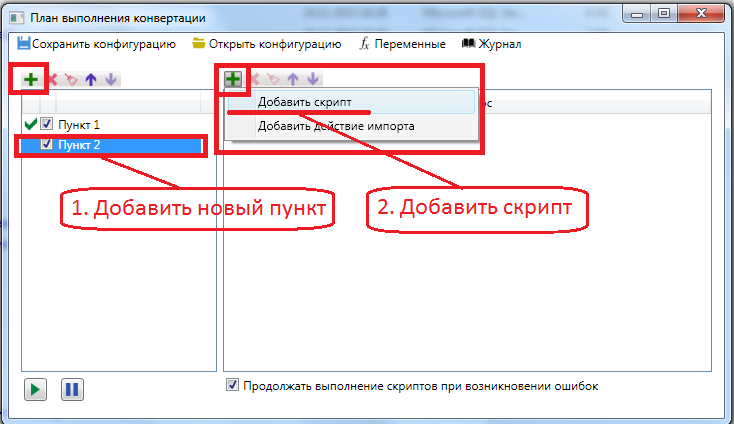 План выполнения конвертации
Сохранить конфигурацию Открыть конфигурацию fx Переменные Журнал
Добавить скрипт
Добавить действие импорта
Пункт 1
Пункт 2
1. Добавить новый пункт
2. Добавить скрипт
Продолжать выполнение скриптов при возникновении ошибок